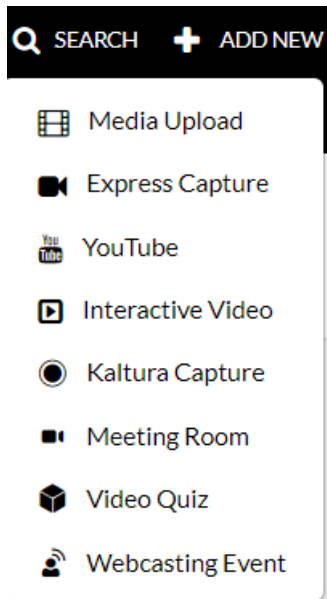 SEARCH ADD NEW
Media Upload
Express Capture
You Tube YouTube
Interactive Video
Kaltura Capture
Meeting Room
Video Quiz
Webcasting Event